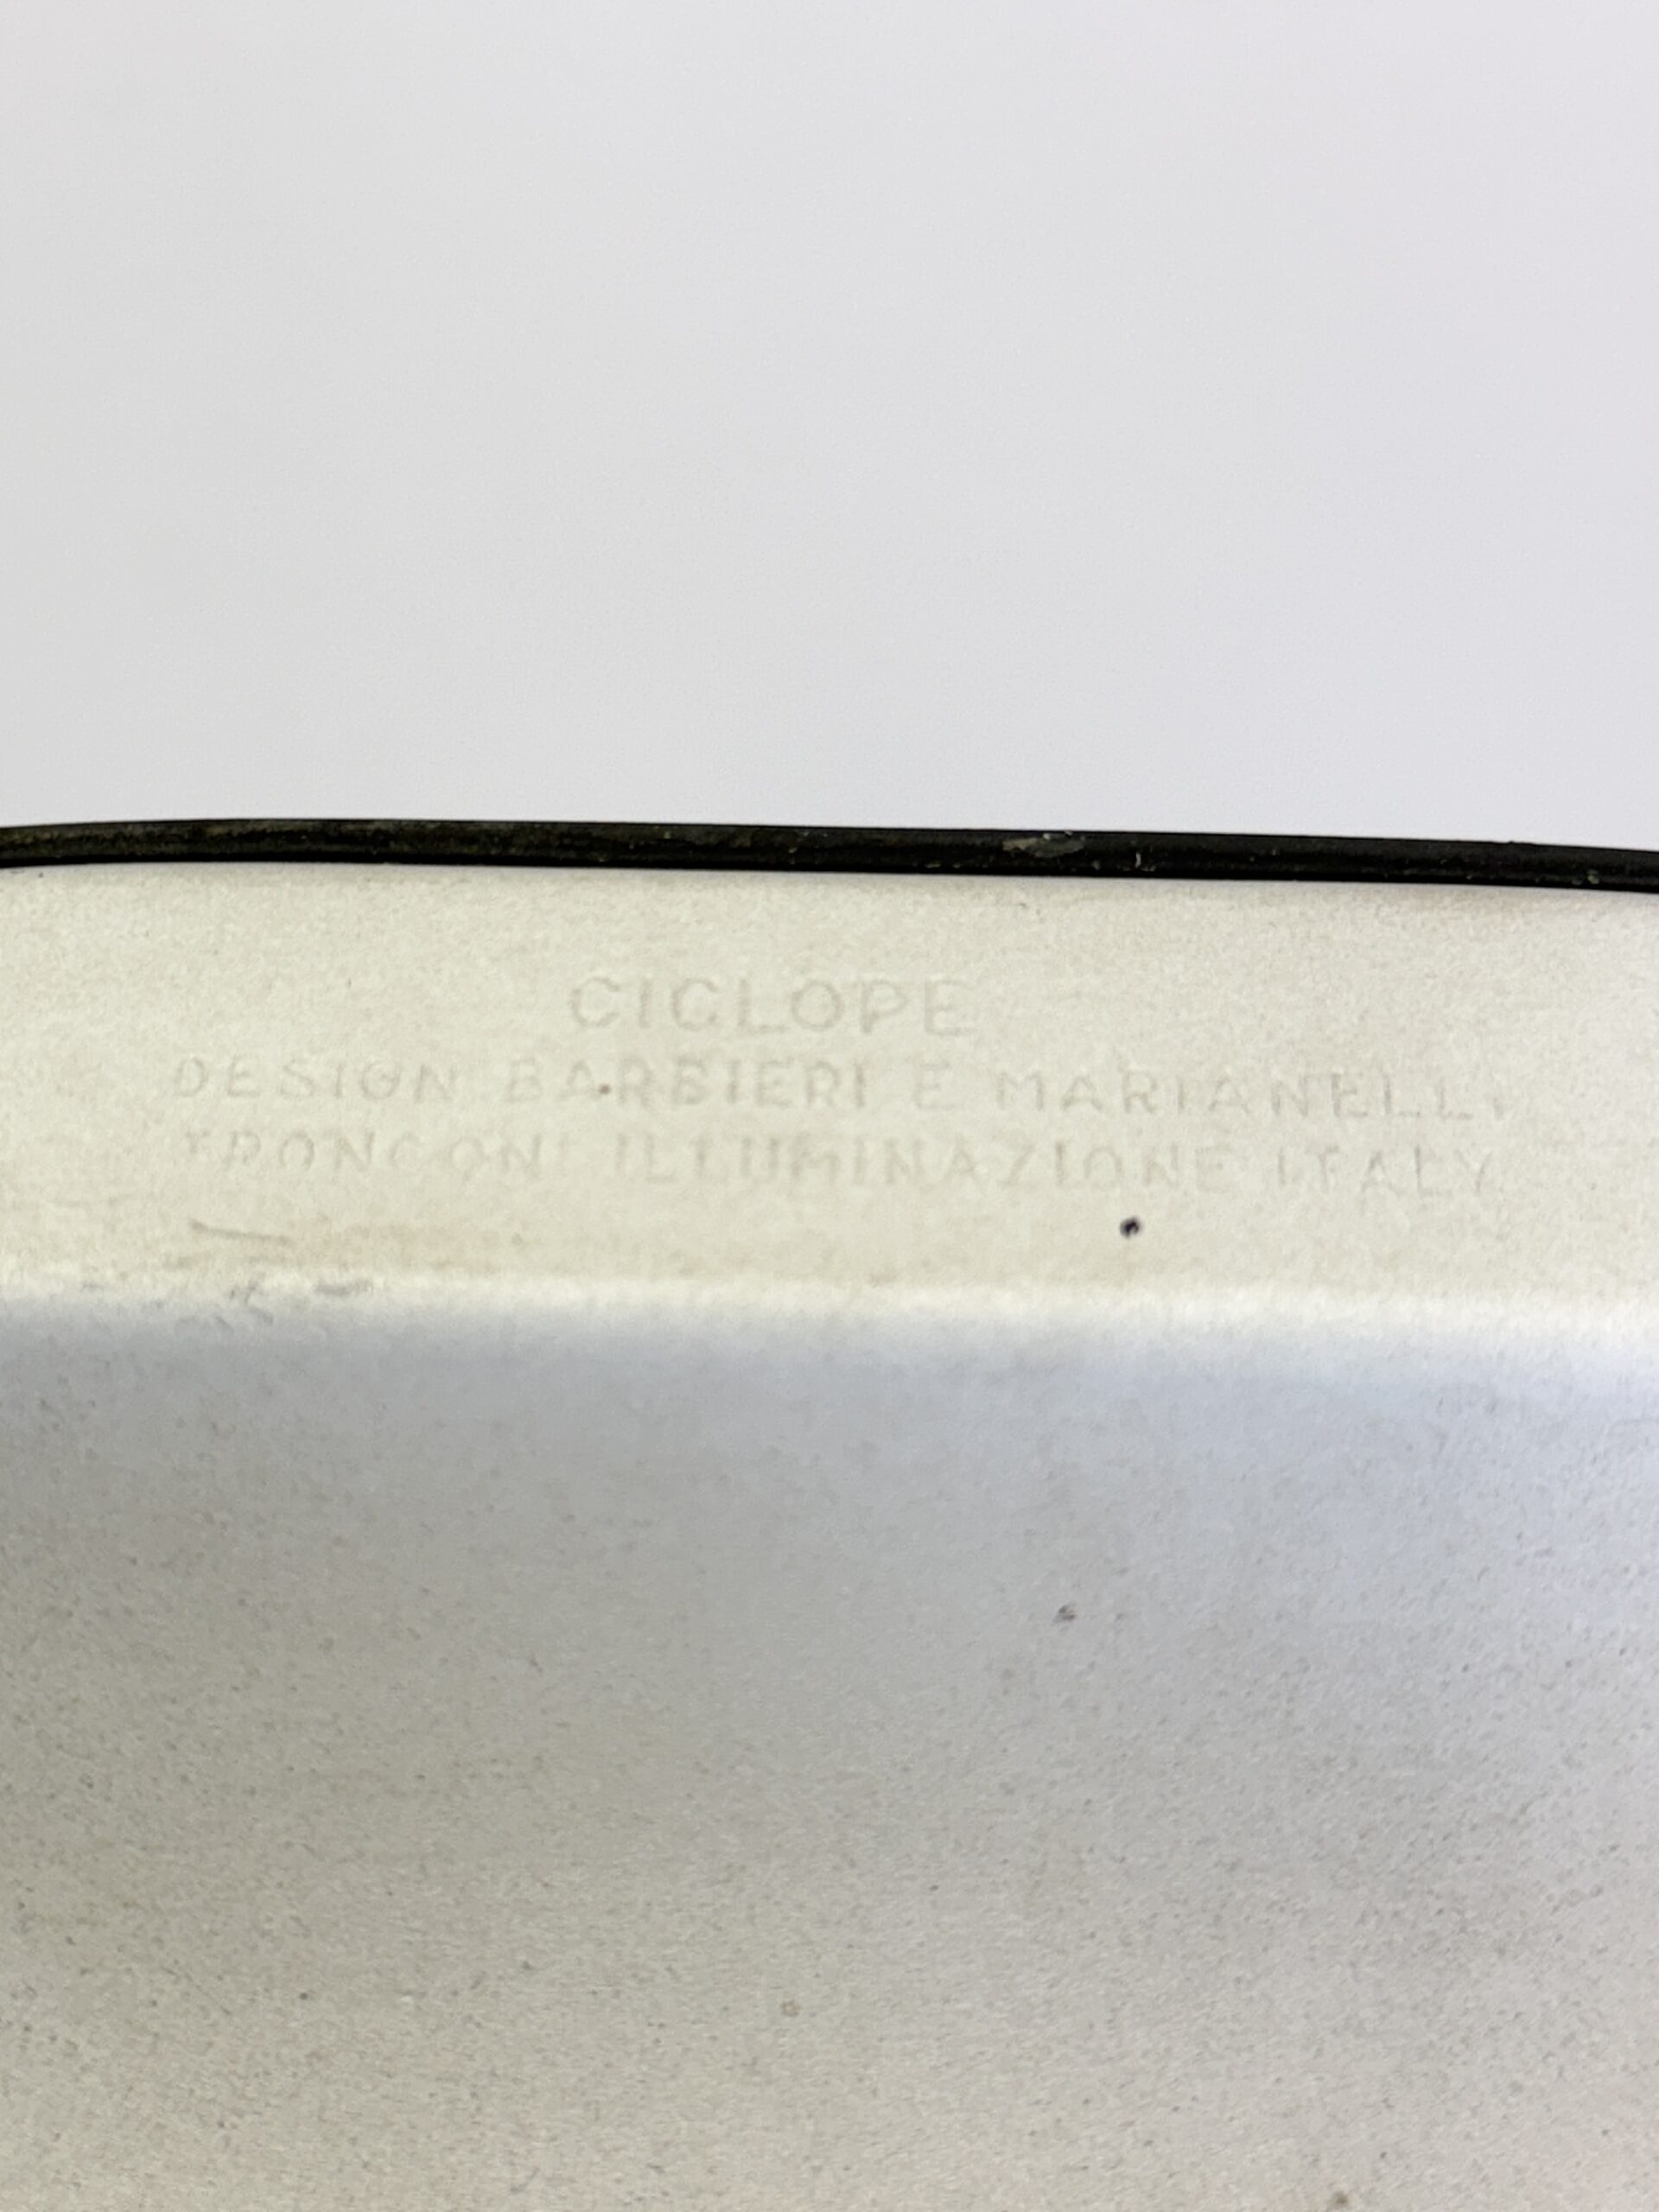 CICLOPE
DESIGN BARBIERI E MARIANELLI
TRONCONI ILLUMINAZIONE ITALY